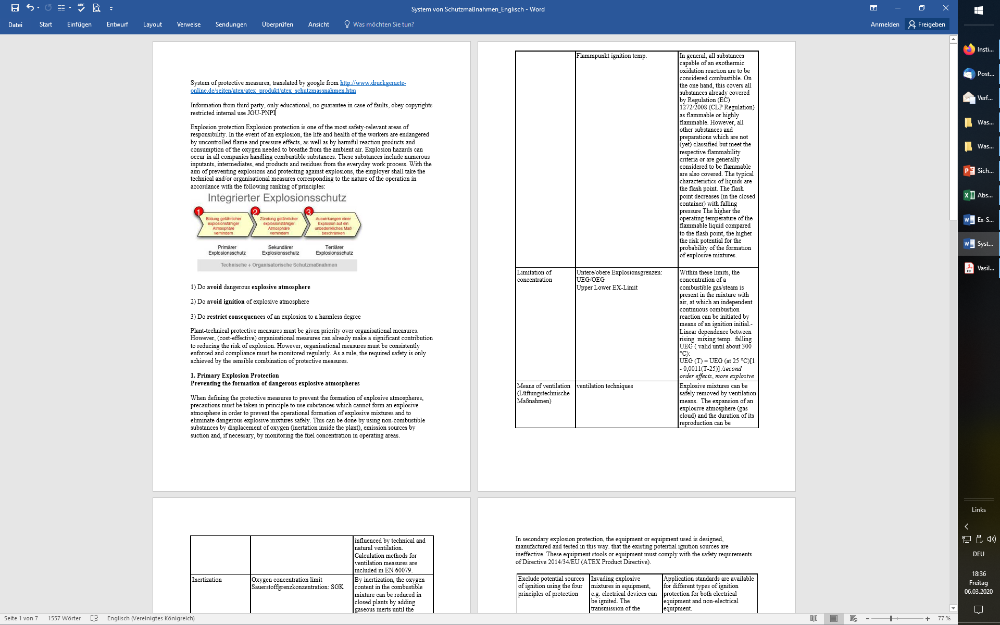 System von Schutzmaßnahmen_Englisch - Word
Datei
Start
Einfügen
Entwurf
Layout
Verweise
Sendungen
Überprüfen
Ansicht
Was möchten Sie tun?
Anmelden
Freigeben
System of protective measures, translated by google from http://www.druckgeraete-
online.de/seiten/atex/atex_produkt/atex_schutzmassnahmen.htm
Information from third party, only educational, no guarantee in case of faults, obey copyrights
restricted internal use JGU-PNPI
Explosion protection Explosion protection is one of the most safety-relevant areas of
responsibility. In the event of an explosion, the life and health of the workers are endangered
by uncontrolled flame and pressure effects, as well as by harmful reaction products and
consumption of the oxygen needed to breathe from the ambient air. Explosion hazards can
occur in all companies handling combustible substances. These substances include numerous
inputants, intermediates, end products and residues from the everyday work process. With the
aim of preventing explosions and protecting against explosions, the employer shall take the
technical and/or organisational measures corresponding to the nature of the operation in
accordance with the following ranking of principles:
Integrierter Explosionsschutz
1
Bildung gefährlicher
explosionsfähiger
Atmosphäre
verhindern
2
Zündung gefährlicher
explosionsfähiger
Atmosphäre
verhindern
3
Auswirkungen einer
Explosion auf ein
unbedenkliches Maß
beschränken
Primärer
Explosionsschutz
Sekundärer
Explosionsschutz
Tertiärer
Explosionsschutz
Technische + Organisatorische Schutzmaßnahmen
1) Do avoid dangerous explosive atmosphere
2) Do avoid ignition of explosive atmosphere
3) Do restrict consequences of an explosion to a harmless degree
Plant-technical protective measures must be given priority over organisational measures.
However, (cost-effective) organisational measures can already make a significant contribution
to reducing the risk of explosion. However, organisational measures must be consistently
enforced and compliance must be monitored regularly. As a rule, the required safety is only
achieved by the sensible combination of protective measures.
1. Primary Explosion Protection
Preventing the formation of dangerous explosive atmospheres
When defining the protective measures to prevent the formation of explosive atmospheres,
precautions must be taken in principle to use substances which cannot form an explosive
atmosphere in order to prevent the operational formation of explosive mixtures and to
eliminate dangerous explosive mixtures safely. This can be done by using non-combustible
substances by displacement of oxygen (inertation inside the plant), emission sources by
suction and, if necessary, by monitoring the fuel concentration in operating areas.
Flammpunkt ignition temp.
In general, all substances
capable of an exothermic
oxidation reaction are to be
considered combustible. On
the one hand, this covers all
substances already covered
by Regulation (EC)
1272/2008 (CLP Regulation)
as flammable or highly
flammable. However, all
other substances and
preparations which are not
(yet) classified but meet the
respective flammability
criteria or are generally
considered to be flammable
are also covered. The typical
characteristics of liquids are
the flash point. The flash
point decreases (in the closed
container) with falling
pressure The higher the
operating temperature of the
flammable liquid compared
to the flash point, the higher
the risk potential for the
probability of the formation
of explosive mixtures.
Limitation of
concentration
Untere/obere Explosionsgrenzen:
UEG/OEG
Upper Lower EX-Limit
Within these limits, the
concentration of a
combustible gas/steam is
present in the mixture with
air, at which an independent
continuous combustion
reaction can be initiated by
means of an ignition initial.-
Linear dependence between
rising mixing temp. falling
UEG ( valid until about 300
°C):
UEG (T) = UEG (at 25 °C)[1
- 0,0011(T-25)] /second
order effects, more explosive
Means of ventilation
(Lüftungstechnische
Maßnahmen)
ventilation techniques
Explosive mixtures can be
safely removed by ventilation
means. The expansion of an
explosive atmosphere (gas
cloud) and the duration of its
reproduction can be
influenced by technical and
natural ventilation.
Calculation methods for
ventilation measures are
included in EN 60079.
Inertization
Oxygen concentration limit
Sauerstoffgrenzkonzentration: SGK
By inertization, the oxygen
content in the combustible
mixture can be reduced in
closed plants by adding
gaseous inerts until the
In secondary explosion protection, the equipment or equipment used is designed,
manufactured and tested in this way. that the existing potential ignition sources are
ineffective. These equipment stools or equipment must comply with the safety requirements
of Directive 2014/34/EU (ATEX Product Directive).
Exclude potential sources
of ignition using the four
principles of protection
Invading explosive
mixtures in equipment,
e.g. electrical devices can
be ignited. The
transmission of the
Application standards are available
for different types of ignition
protection for both electrical
equipment and non-electrical
equipment.
Seite 1 von 7
1557 Wörter
Englisch (Vereinigtes Königreich)
77 %
Insti...
Post...
Verf...
Was...
Was...
Sich...
Abs...
Ex-S...
Syst...
Vasil...
Links
DEU
18:36
Freitag
06.03.2020